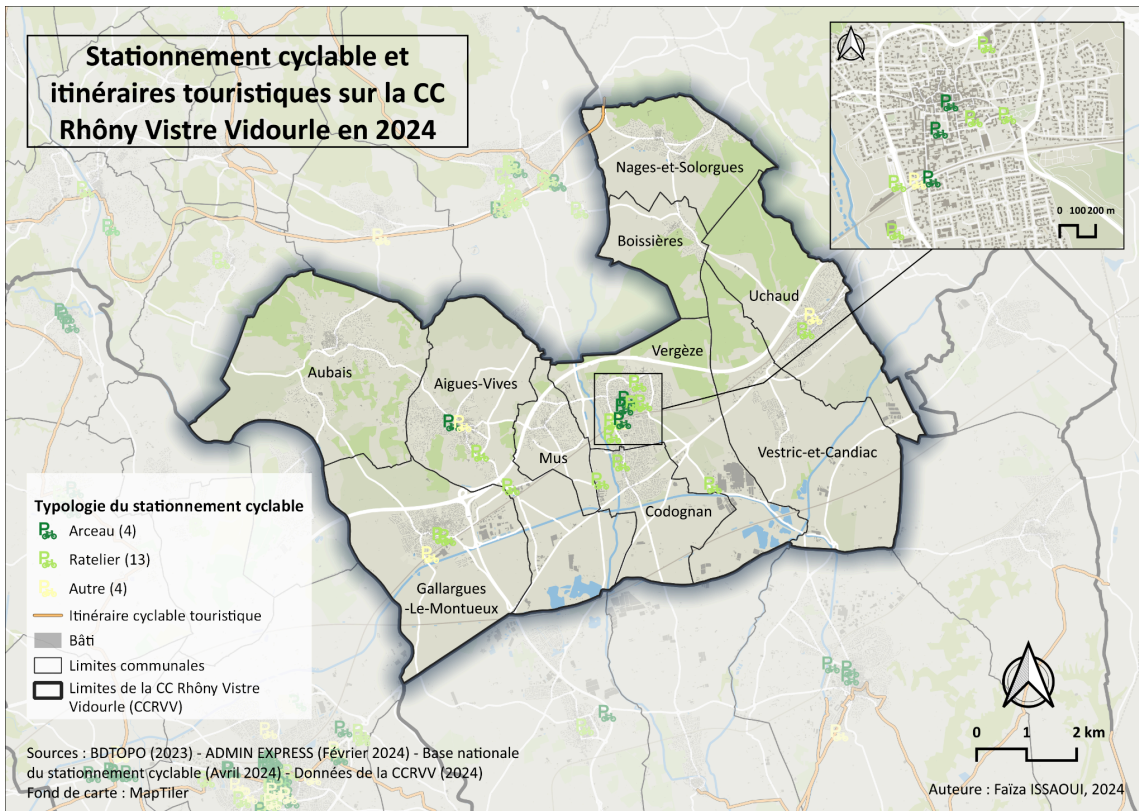 Stationnement cyclable et
itinéraires touristiques sur la CC
Rhôny Vistre Vidourle en 2024
0 100 200 m
Nages-et-Solorgues
Boissières
Uchaud
Vergèze
Aubais
Aigues-Vives
Mus
Vestric-et-Candiac
Codognan
Gallargues
-Le-Montueux
Typologie du stationnement cyclable
Arceau (4)
Ratelier (13)
Autre (4)
Itinéraire cyclable touristique
Bâti
Limites communales
Limites de la CC Rhôny Vistre
Vidourle (CCRVV)
0 1 2 km
Sources : BDTOPO (2023) - ADMIN EXPRESS (Février 2024) - Base nationale
du stationnement cyclable (Avril 2024) - Données de la CCRVV (2024)
Fond de carte : MapTiler
Auteure : Faïza ISSAOUI, 2024